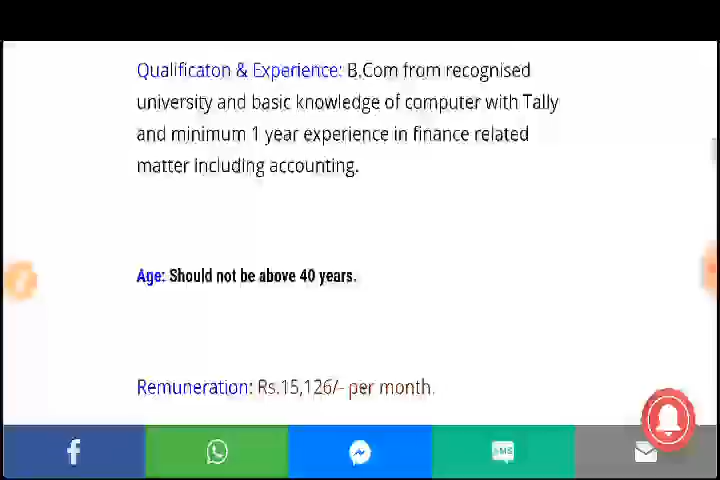 Qualificaton & Experience: B.Com from recognised
university and basic knowledge of computer with Tally
and minimum 1 year experience in finance related
matter including accounting.
Age: Should not be above 40 years.
Remuneration: Rs.15,126/- per month.
f
SMS